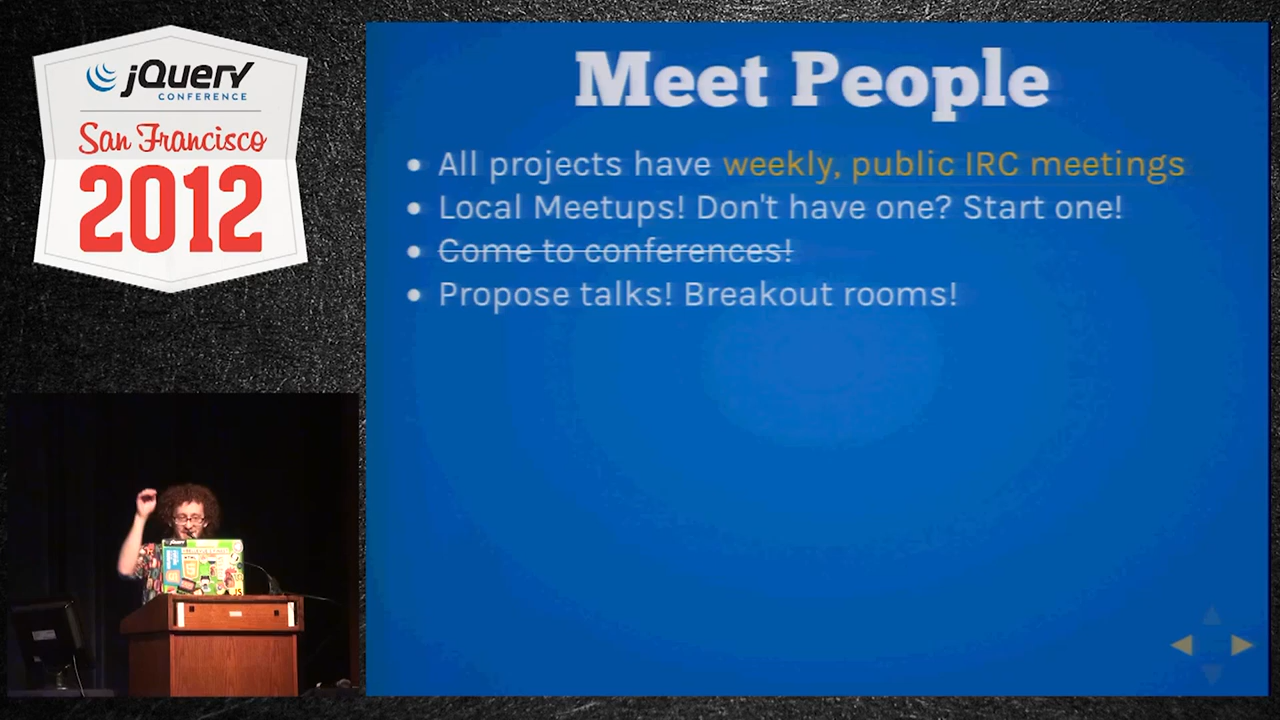 jQuery
CONFERENCE
San Francisco
2012
Meet People
All projects have weekly, public IRC meetings
Local Meetups! Don't have one? Start one!
Come to conferences!
Propose talks! Breakout rooms!